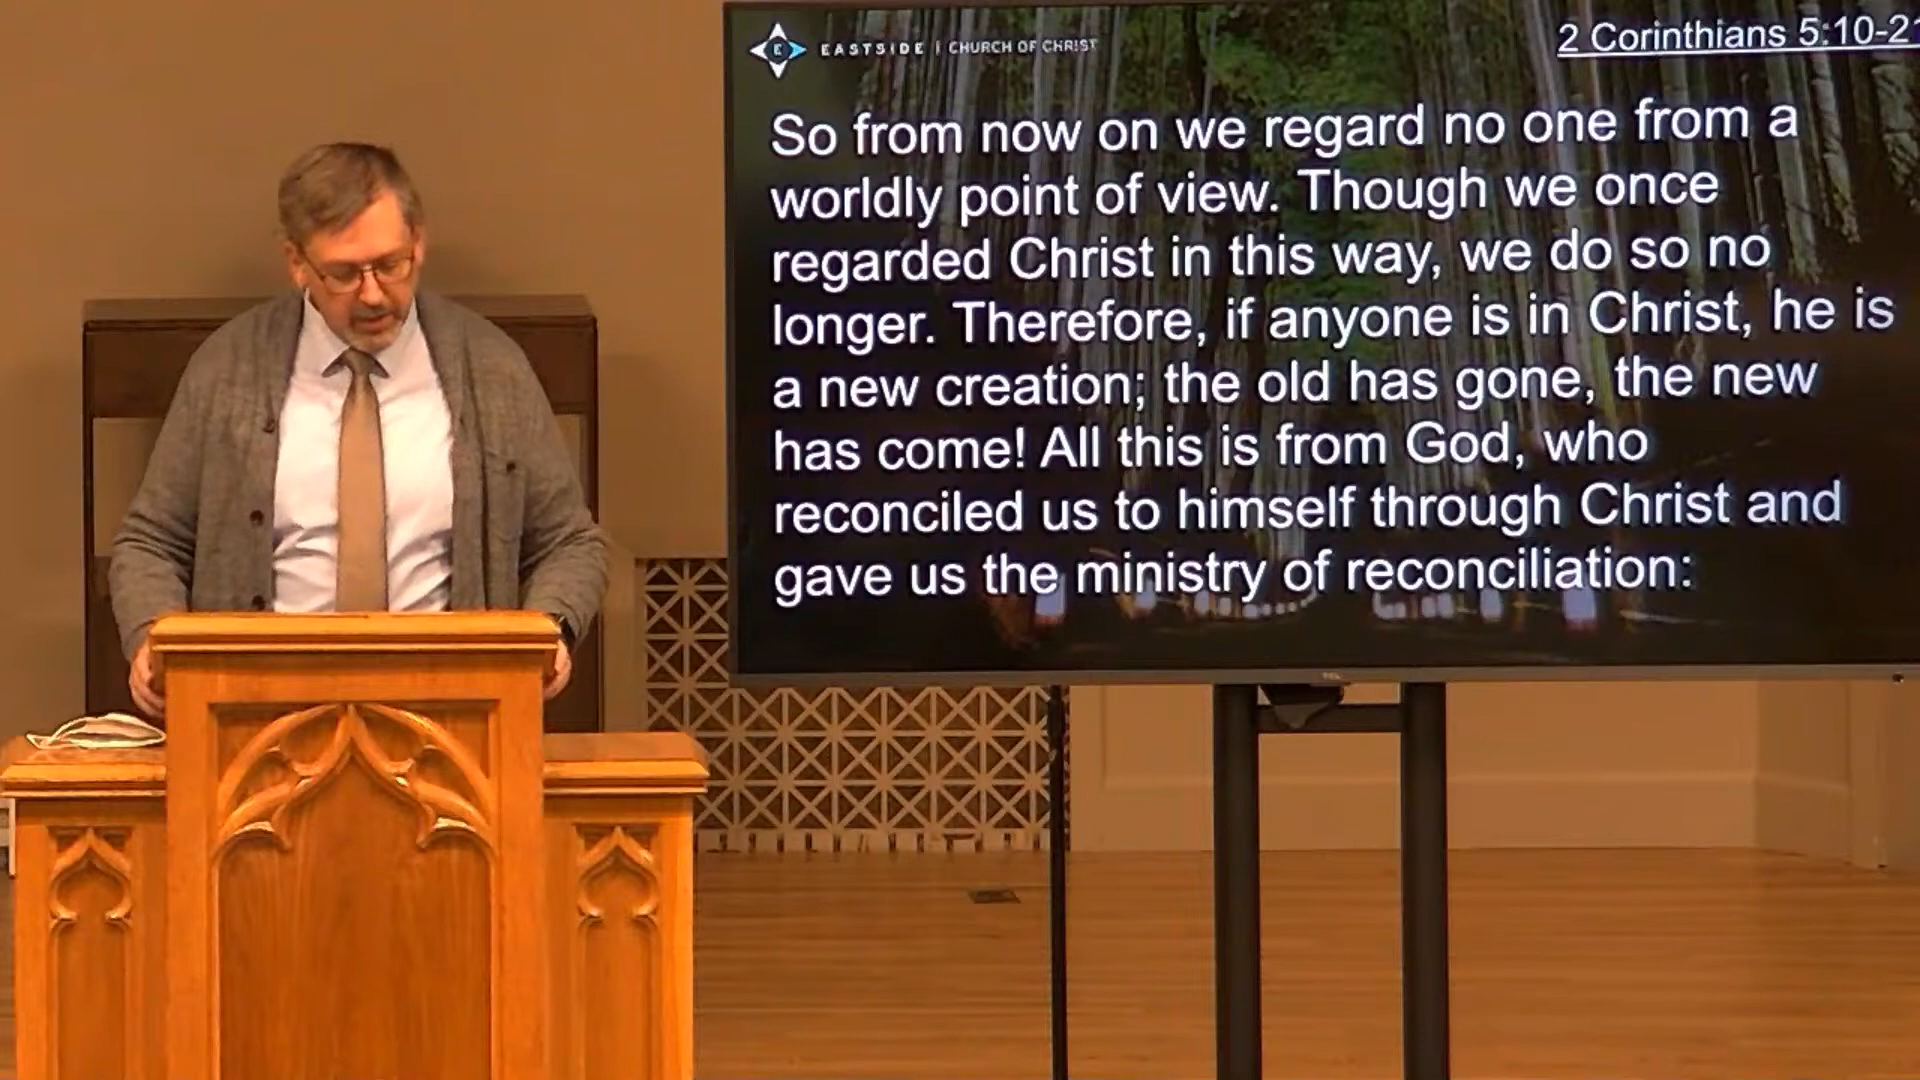 E EASTSIDE | CHURCH OF CHRIST
2 Corinthians 5:10-21
So from now on we regard no one from a
worldly point of view. Though we once
regarded Christ in this way, we do so no
longer. Therefore, if anyone is in Christ, he is
a new creation; the old has gone, the new
has come! All this is from God, who
reconciled us to himself through Christ and
gave us the ministry of reconciliation:
TCL